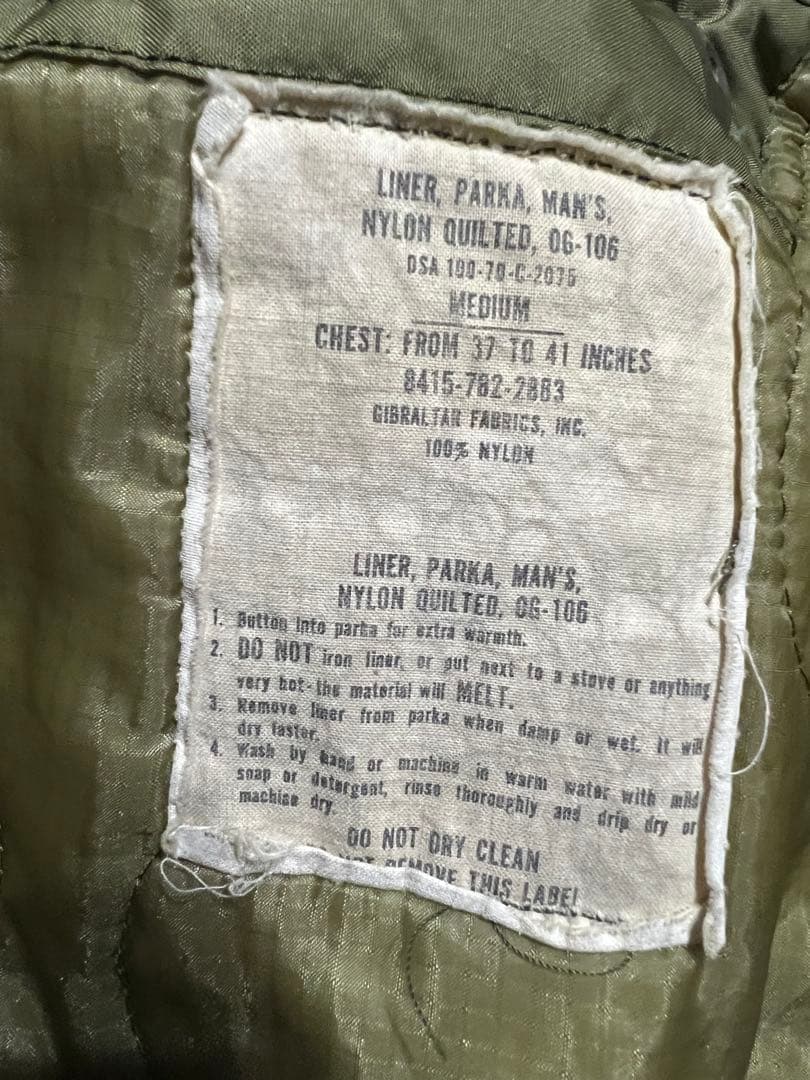 LINER, PARKA, MAN'S,
NYLON QUILTED, OG-106
DSA 100-70-C-2075
MEDIUM
CHEST: FROM 37 TO 41 INCHES
8415-782-2883
GIBRALTAR FABRICS, INC.
100% NYLON
LINER, PARKA, MAN'S,
NYLON QUILTED, OG-106
1. Button into parka for extra warmth.
2. DO NOT iron liner, or put next to a stove or anything
very hot-the material will MELT.
3. Remove liner from parka when damp or wet. It will
dry faster.
4. Wash by hand or machine in warm water with mild
soap or detergent, rinse thoroughly and drip dry or
machine dry.
DO NOT DRY CLEAN
NOT REMOVE THIS LABEL